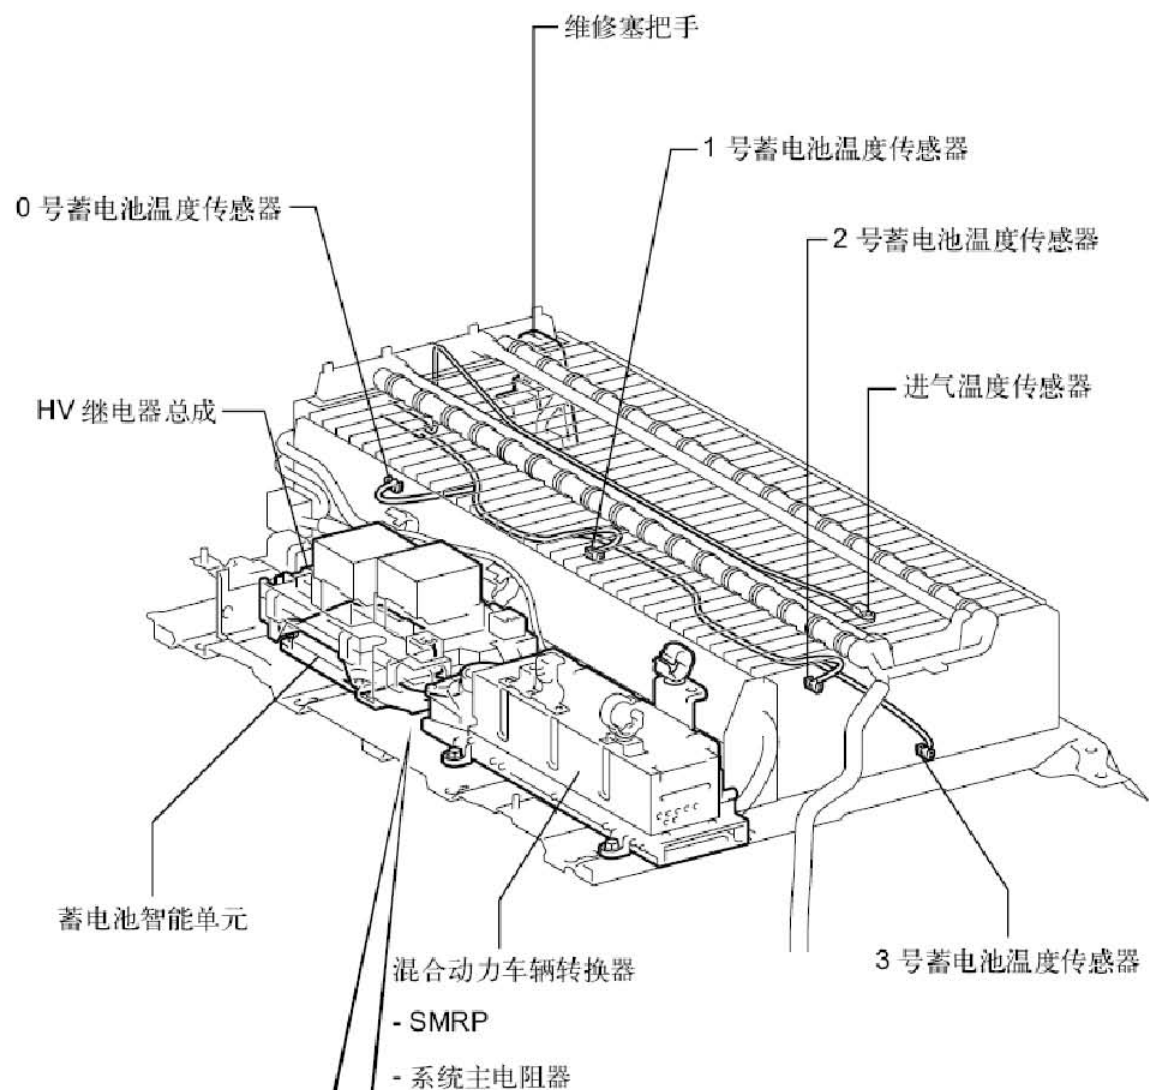 维修塞把手
1 号蓄电池温度传感器
0 号蓄电池温度传感器
2 号蓄电池温度传感器
进气温度传感器
HV 继电器总成
蓄电池智能单元
混合动力车辆转换器
3 号蓄电池温度传感器
- SMRP
- 系统主电阻器